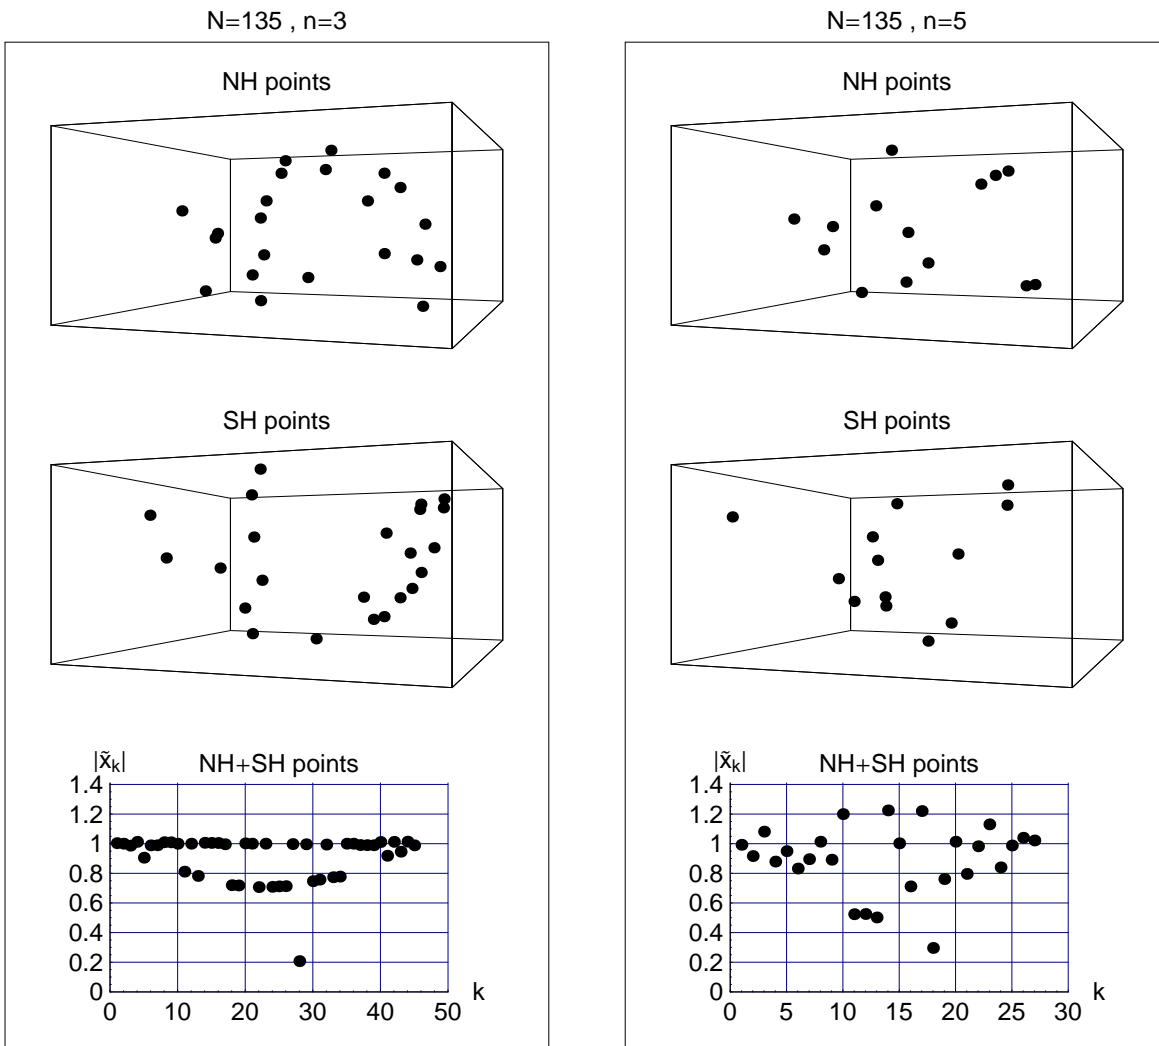 N=135 , n=3
NH points
SH points
|x̃ₖ|
NH+SH points
1.4
1.2
1
0.8
0.6
0.4
0.2
0
0 10 20 30 40 50
k
N=135 , n=5
NH points
SH points
|x̃ₖ|
NH+SH points
1.4
1.2
1
0.8
0.6
0.4
0.2
0
0 5 10 15 20 25 30
k